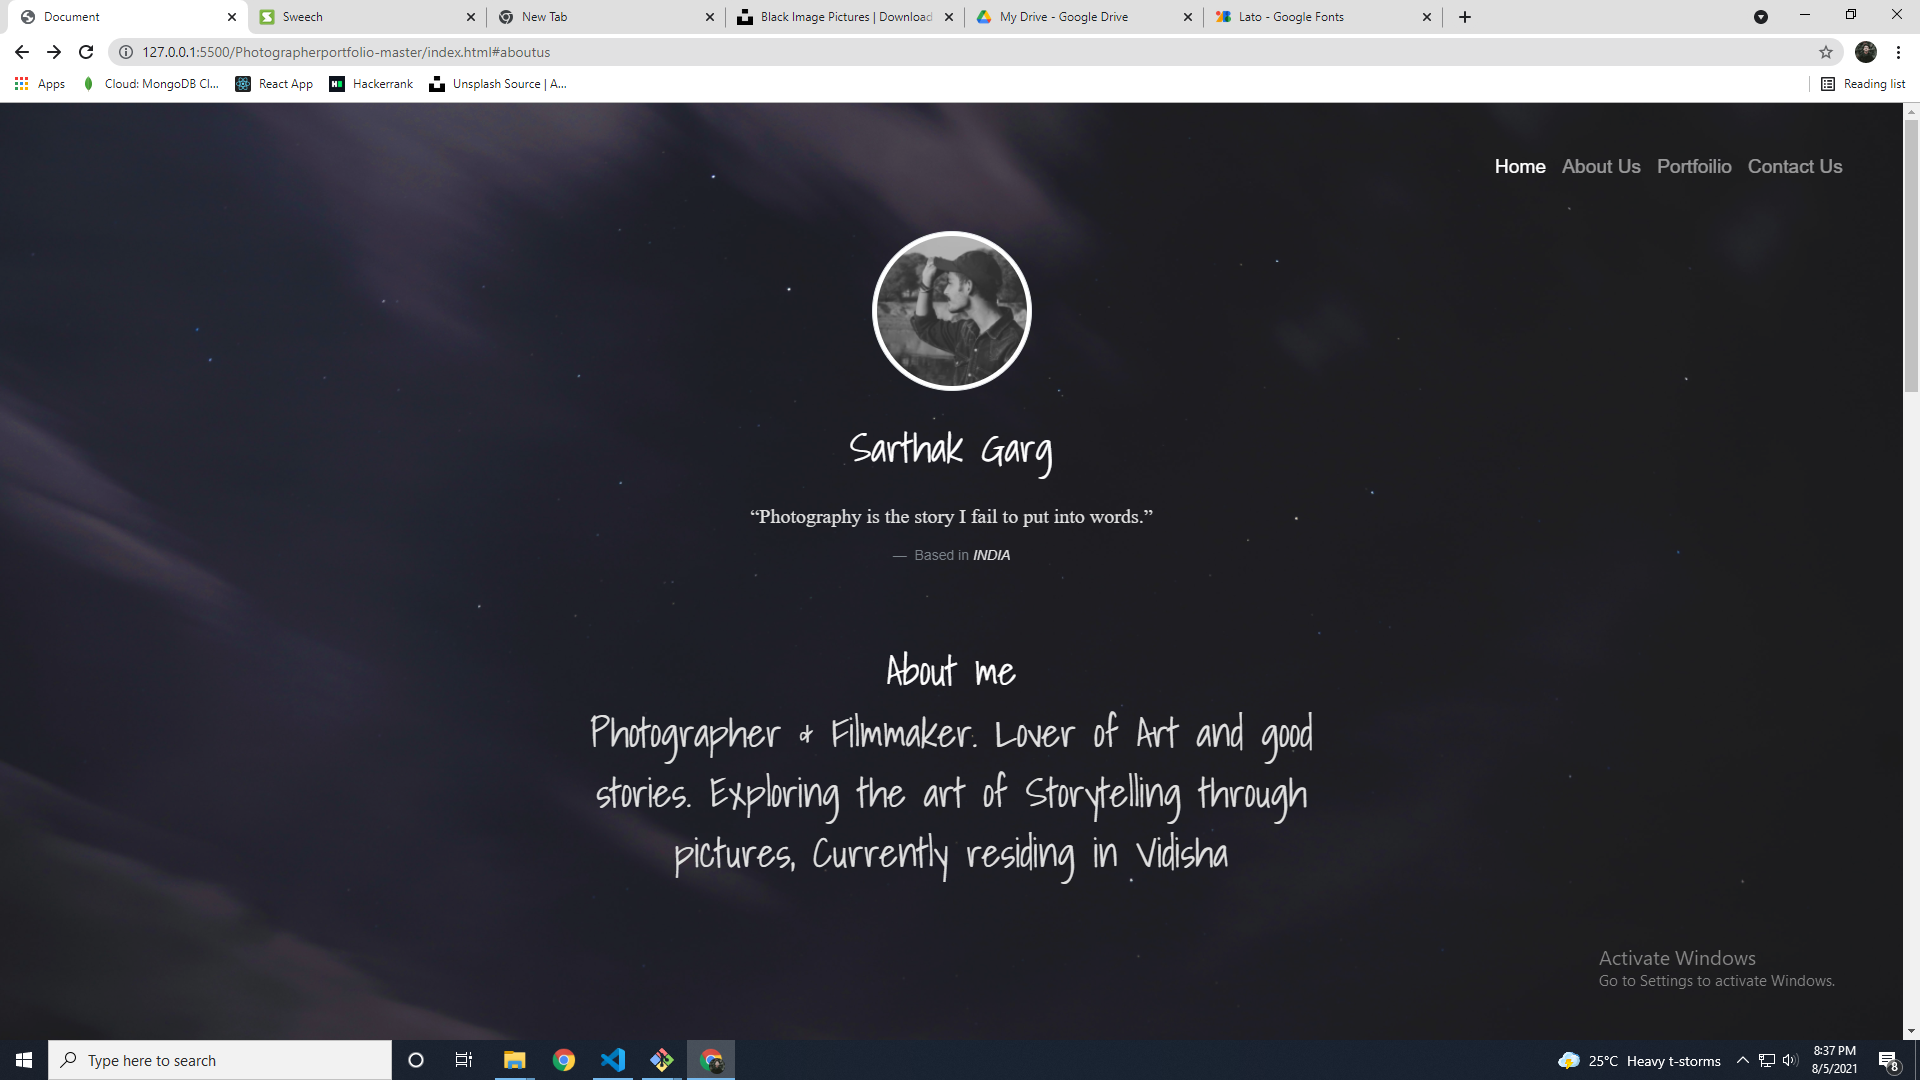 Document
Sweech
New Tab
Black Image Pictures | Download
My Drive - Google Drive
Lato - Google Fonts
127.0.0.1:5500/Photographerportfolio-master/index.html#aboutus
Apps
Cloud: MongoDB Cl...
React App
Hackerrank
Unsplash Source | A...
Reading list
Home
About Us
Portfoilio
Contact Us
Sarthak Garg
“Photography is the story I fail to put into words.”
— Based in INDIA
About me
Photographer & Filmmaker. Lover of Art and good
stories. Exploring the art of Storytelling through
pictures, Currently residing in Vidisha
Activate Windows
Go to Settings to activate Windows.
Type here to search
25°C Heavy t-storms
8:37 PM
8/5/2021
8